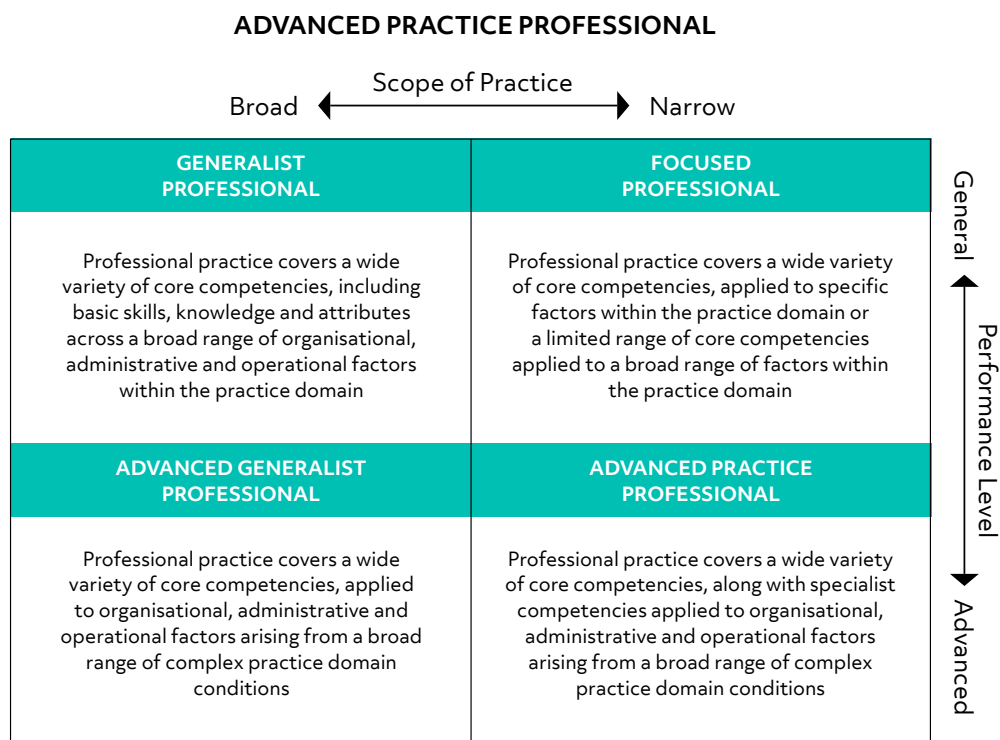 ADVANCED PRACTICE PROFESSIONAL
Scope of Practice
Broad
Narrow
GENERALIST
PROFESSIONAL
FOCUSED
PROFESSIONAL
General
Professional practice covers a wide
variety of core competencies, including
basic skills, knowledge and attributes
across a broad range of organisational,
administrative and operational factors
within the practice domain
Professional practice covers a wide variety
of core competencies, applied to specific
factors within the practice domain or
a limited range of core competencies
applied to a broad range of factors within
the practice domain
Performance Level
ADVANCED GENERALIST
PROFESSIONAL
ADVANCED PRACTICE
PROFESSIONAL
Professional practice covers a wide
variety of core competencies, applied
to organisational, administrative and
operational factors arising from a broad
range of complex practice domain
conditions
Professional practice covers a wide variety
of core competencies, along with specialist
competencies applied to organisational,
administrative and operational factors
arising from a broad range of complex
practice domain conditions
Advanced